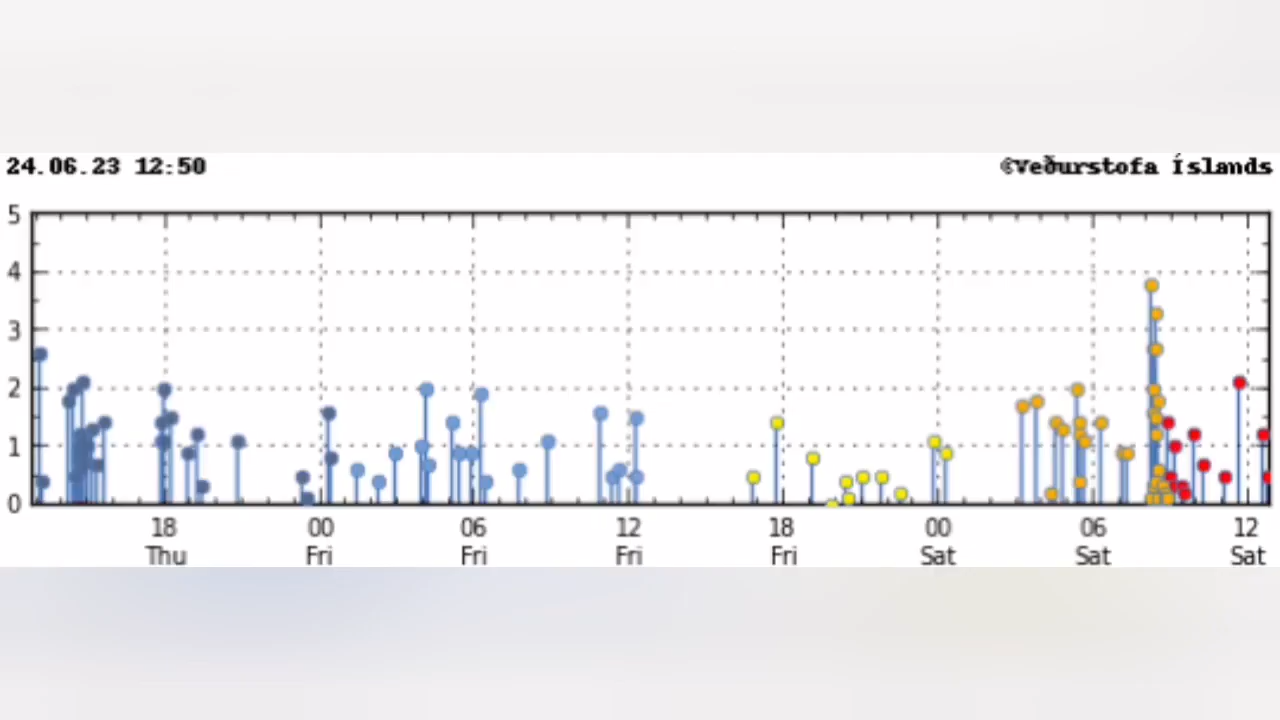 24.06.23 12:50
©Veðurstofa Íslands
5
4
3
2
1
0
18 00 06 12 18 00 06 12
Thu Fri Fri Fri Fri Sat Sat Sat